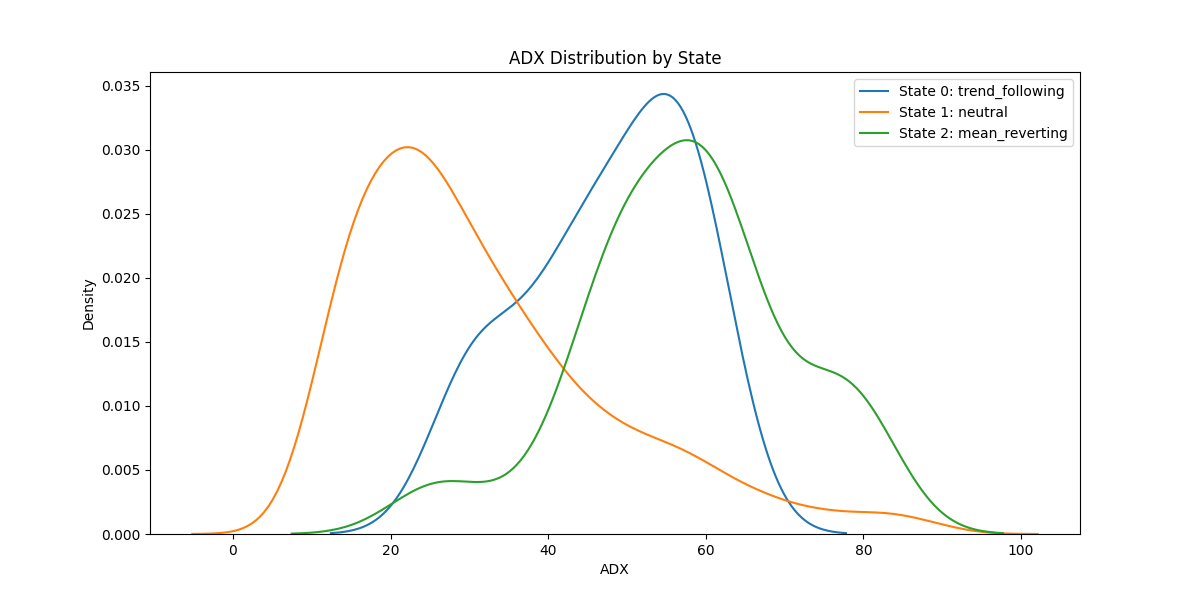 ADX Distribution by State
State 0: trend_following
State 1: neutral
State 2: mean_reverting
Density
0.035
0.030
0.025
0.020
0.015
0.010
0.005
0.000
0 20 40 60 80 100
ADX